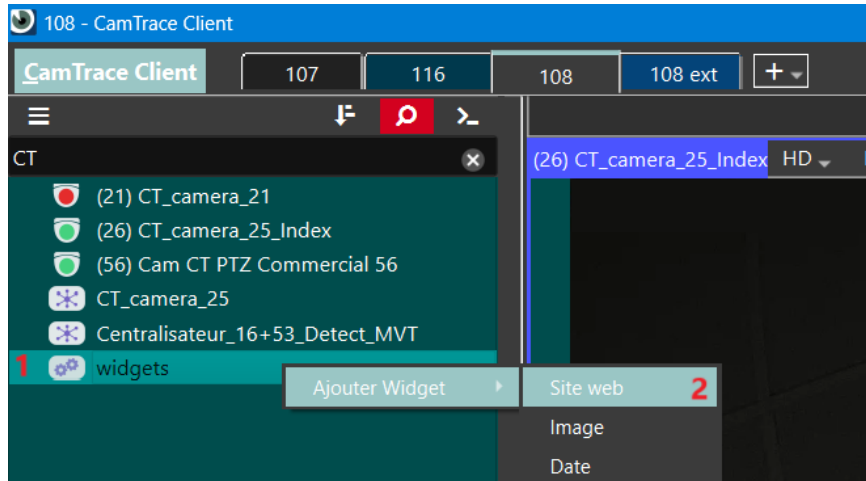 108 - CamTrace Client
CamTrace Client 107 116 108 108 ext +
CT
(26) CT_camera_25_Index HD
(21) CT_camera_21
(26) CT_camera_25_Index
(56) Cam CT PTZ Commercial 56
CT_camera_25
Centralisateur_16+53_Detect_MVT
1 widgets
Ajouter Widget
Site web 2
Image
Date